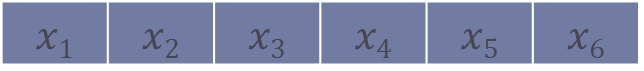 x₁ x₂ x₃ x₄ x₅ x₆